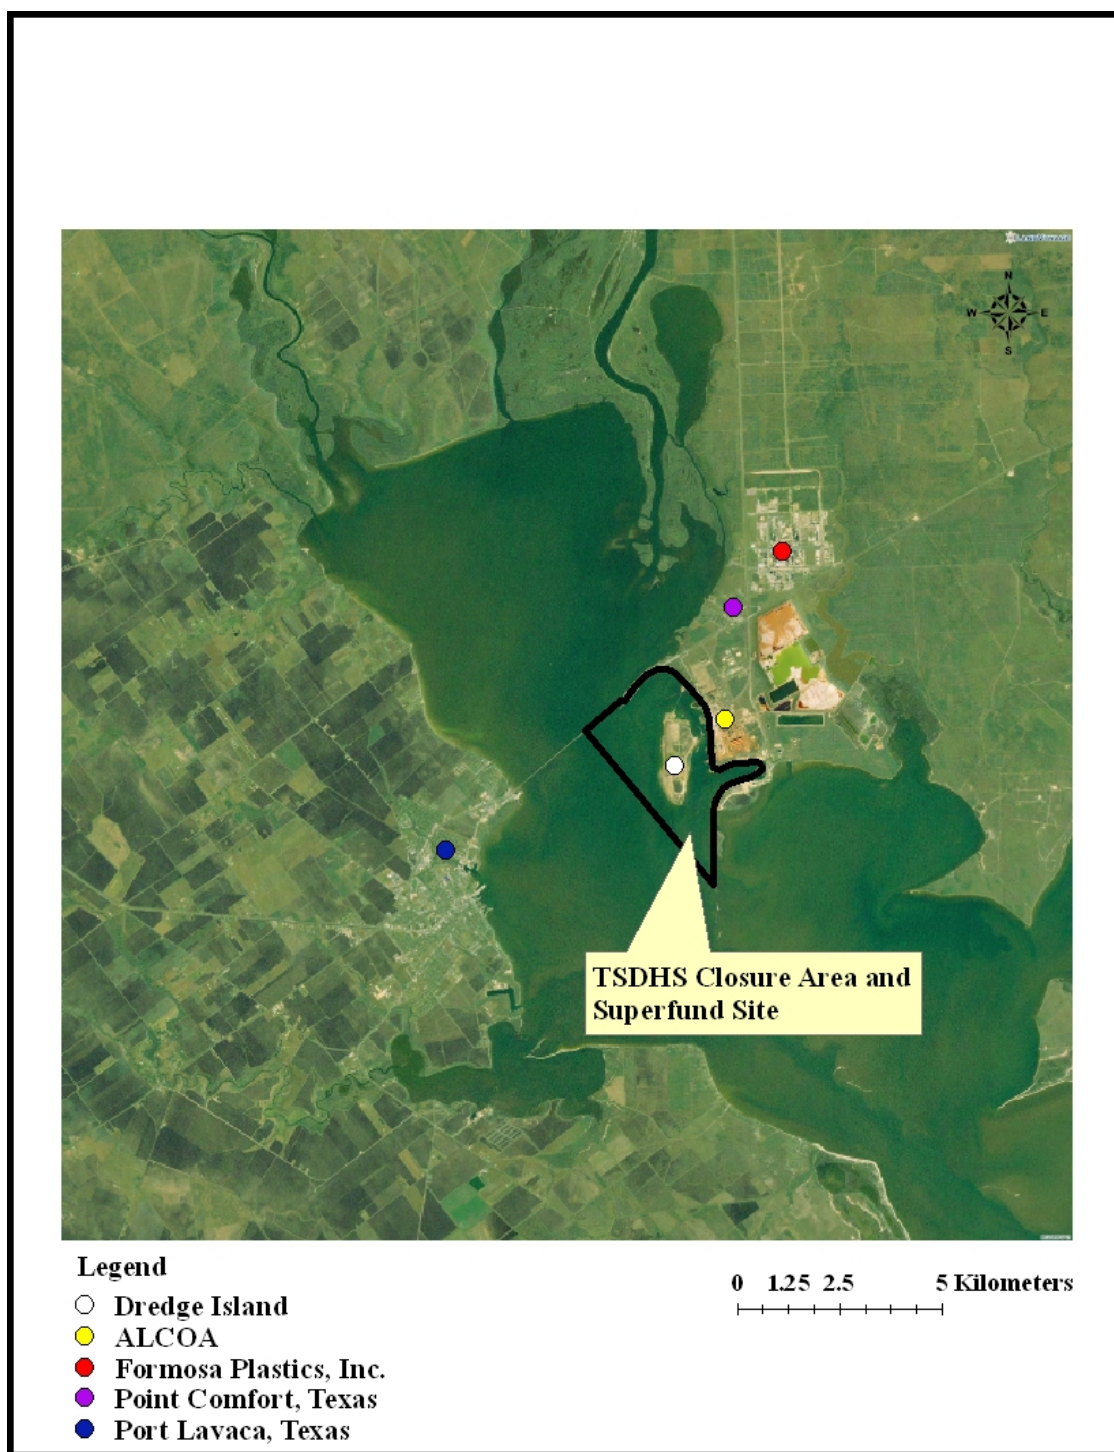 N
W E
S
TSDHS Closure Area and
Superfund Site
Legend
Dredge Island
ALCOA
Formosa Plastics, Inc.
Point Comfort, Texas
Port Lavaca, Texas
0 1.25 2.5 5 Kilometers